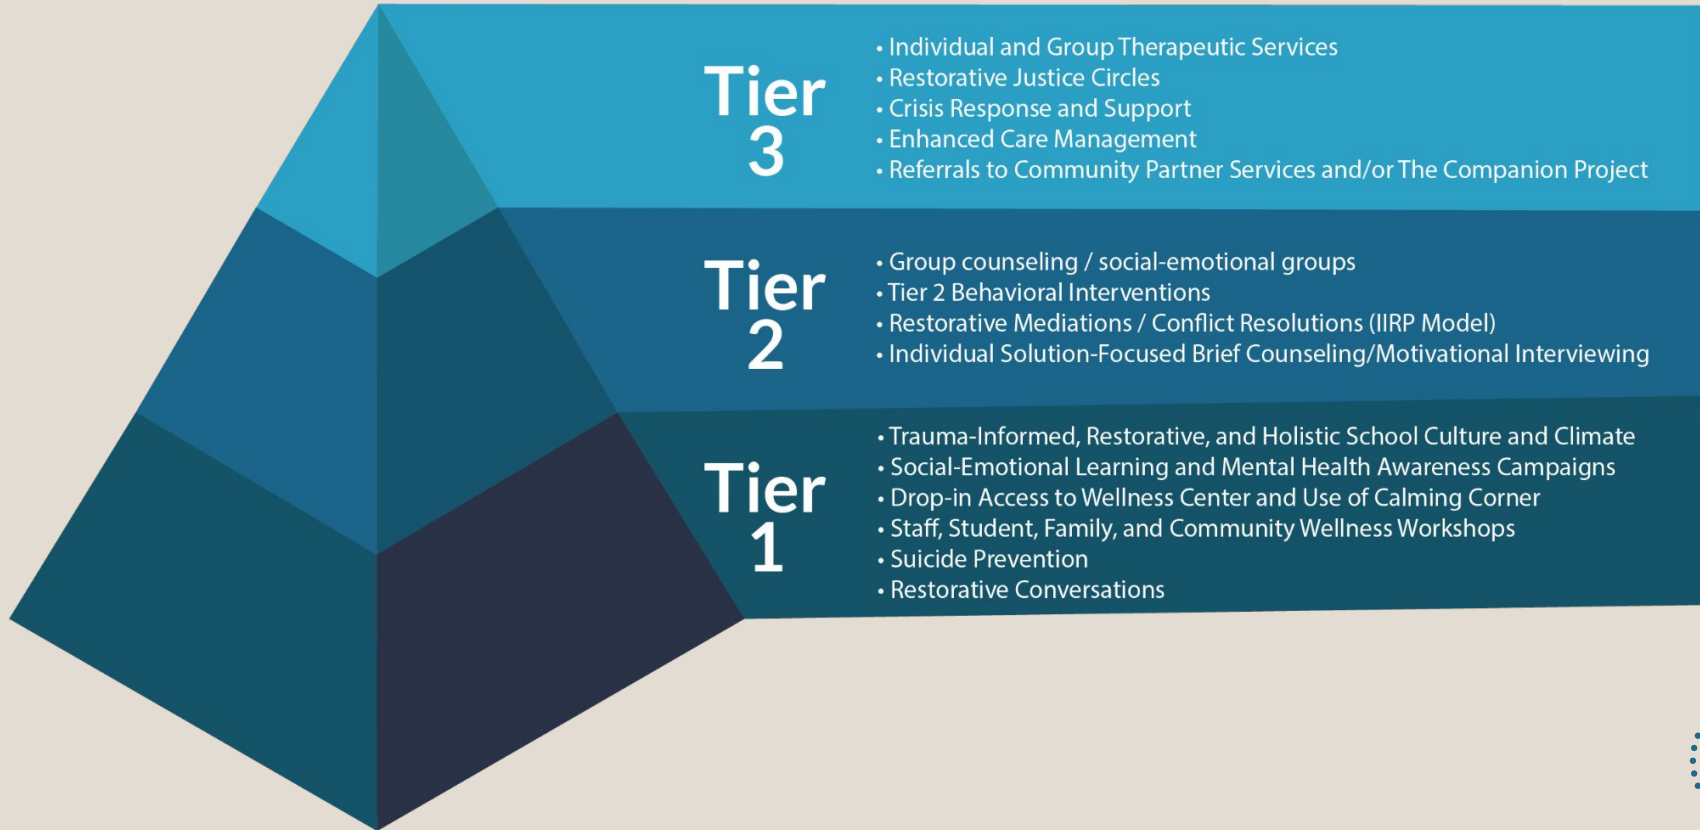 Tier
3
• Individual and Group Therapeutic Services
• Restorative Justice Circles
• Crisis Response and Support
• Enhanced Care Management
• Referrals to Community Partner Services and/or The Companion Project
Tier
2
• Group counseling / social-emotional groups
• Tier 2 Behavioral Interventions
• Restorative Mediations / Conflict Resolutions (IIRP Model)
• Individual Solution-Focused Brief Counseling/Motivational Interviewing
Tier
1
• Trauma-Informed, Restorative, and Holistic School Culture and Climate
• Social-Emotional Learning and Mental Health Awareness Campaigns
• Drop-in Access to Wellness Center and Use of Calming Corner
• Staff, Student, Family, and Community Wellness Workshops
• Suicide Prevention
• Restorative Conversations